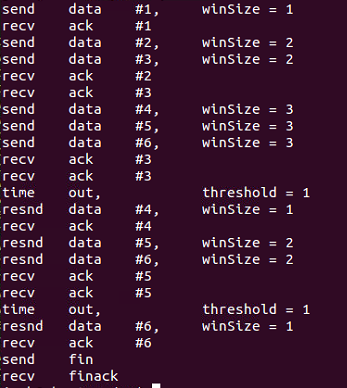 send data #1, winSize = 1
recv ack #1
send data #2, winSize = 2
send data #3, winSize = 2
recv ack #2
recv ack #3
send data #4, winSize = 3
send data #5, winSize = 3
send data #6, winSize = 3
recv ack #3
recv ack #3
time out, threshold = 1
resnd data #4, winSize = 1
recv ack #4
resnd data #5, winSize = 2
resnd data #6, winSize = 2
recv ack #5
recv ack #5
time out, threshold = 1
resnd data #6, winSize = 1
recv ack #6
send fin
recv finack